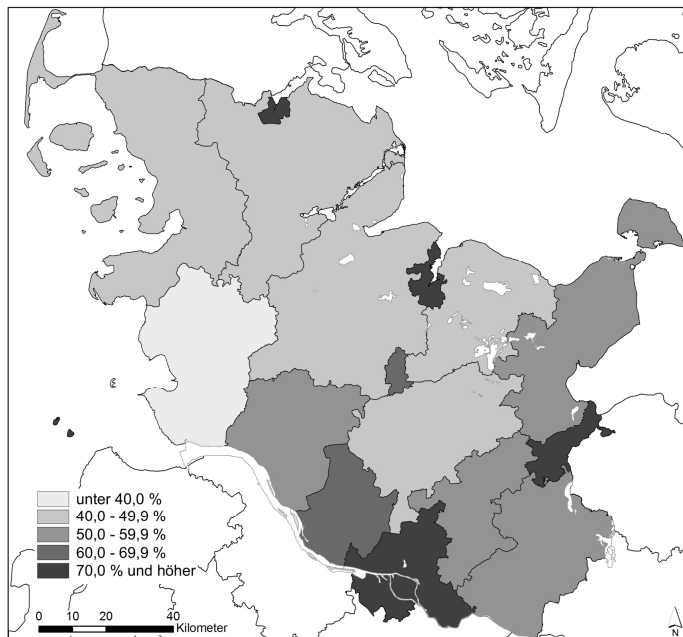 unter 40,0 %
40,0 - 49,9 %
50,0 - 59,9 %
60,0 - 69,9 %
70,0 % und höher
0 10 20 40
Kilometer
N